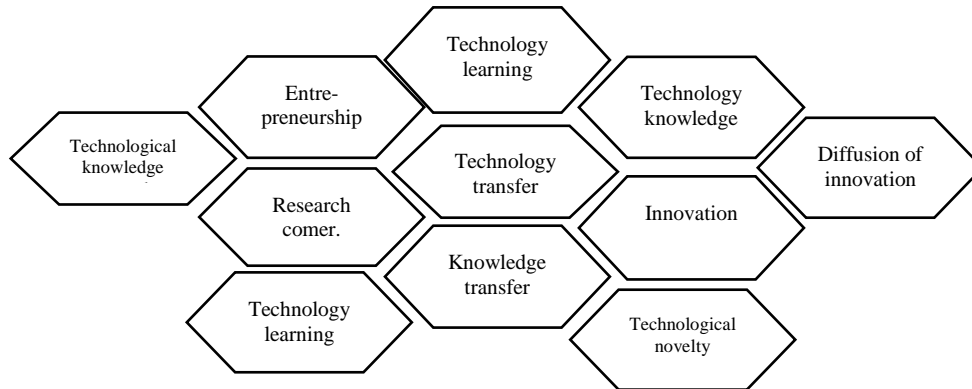 Technology
learning
Entre-
preneurship
Technology
knowledge
Technological
knowledge
Technology
transfer
Diffusion of
innovation
Research
comer.
Innovation
Knowledge
transfer
Technology
learning
Technological
novelty